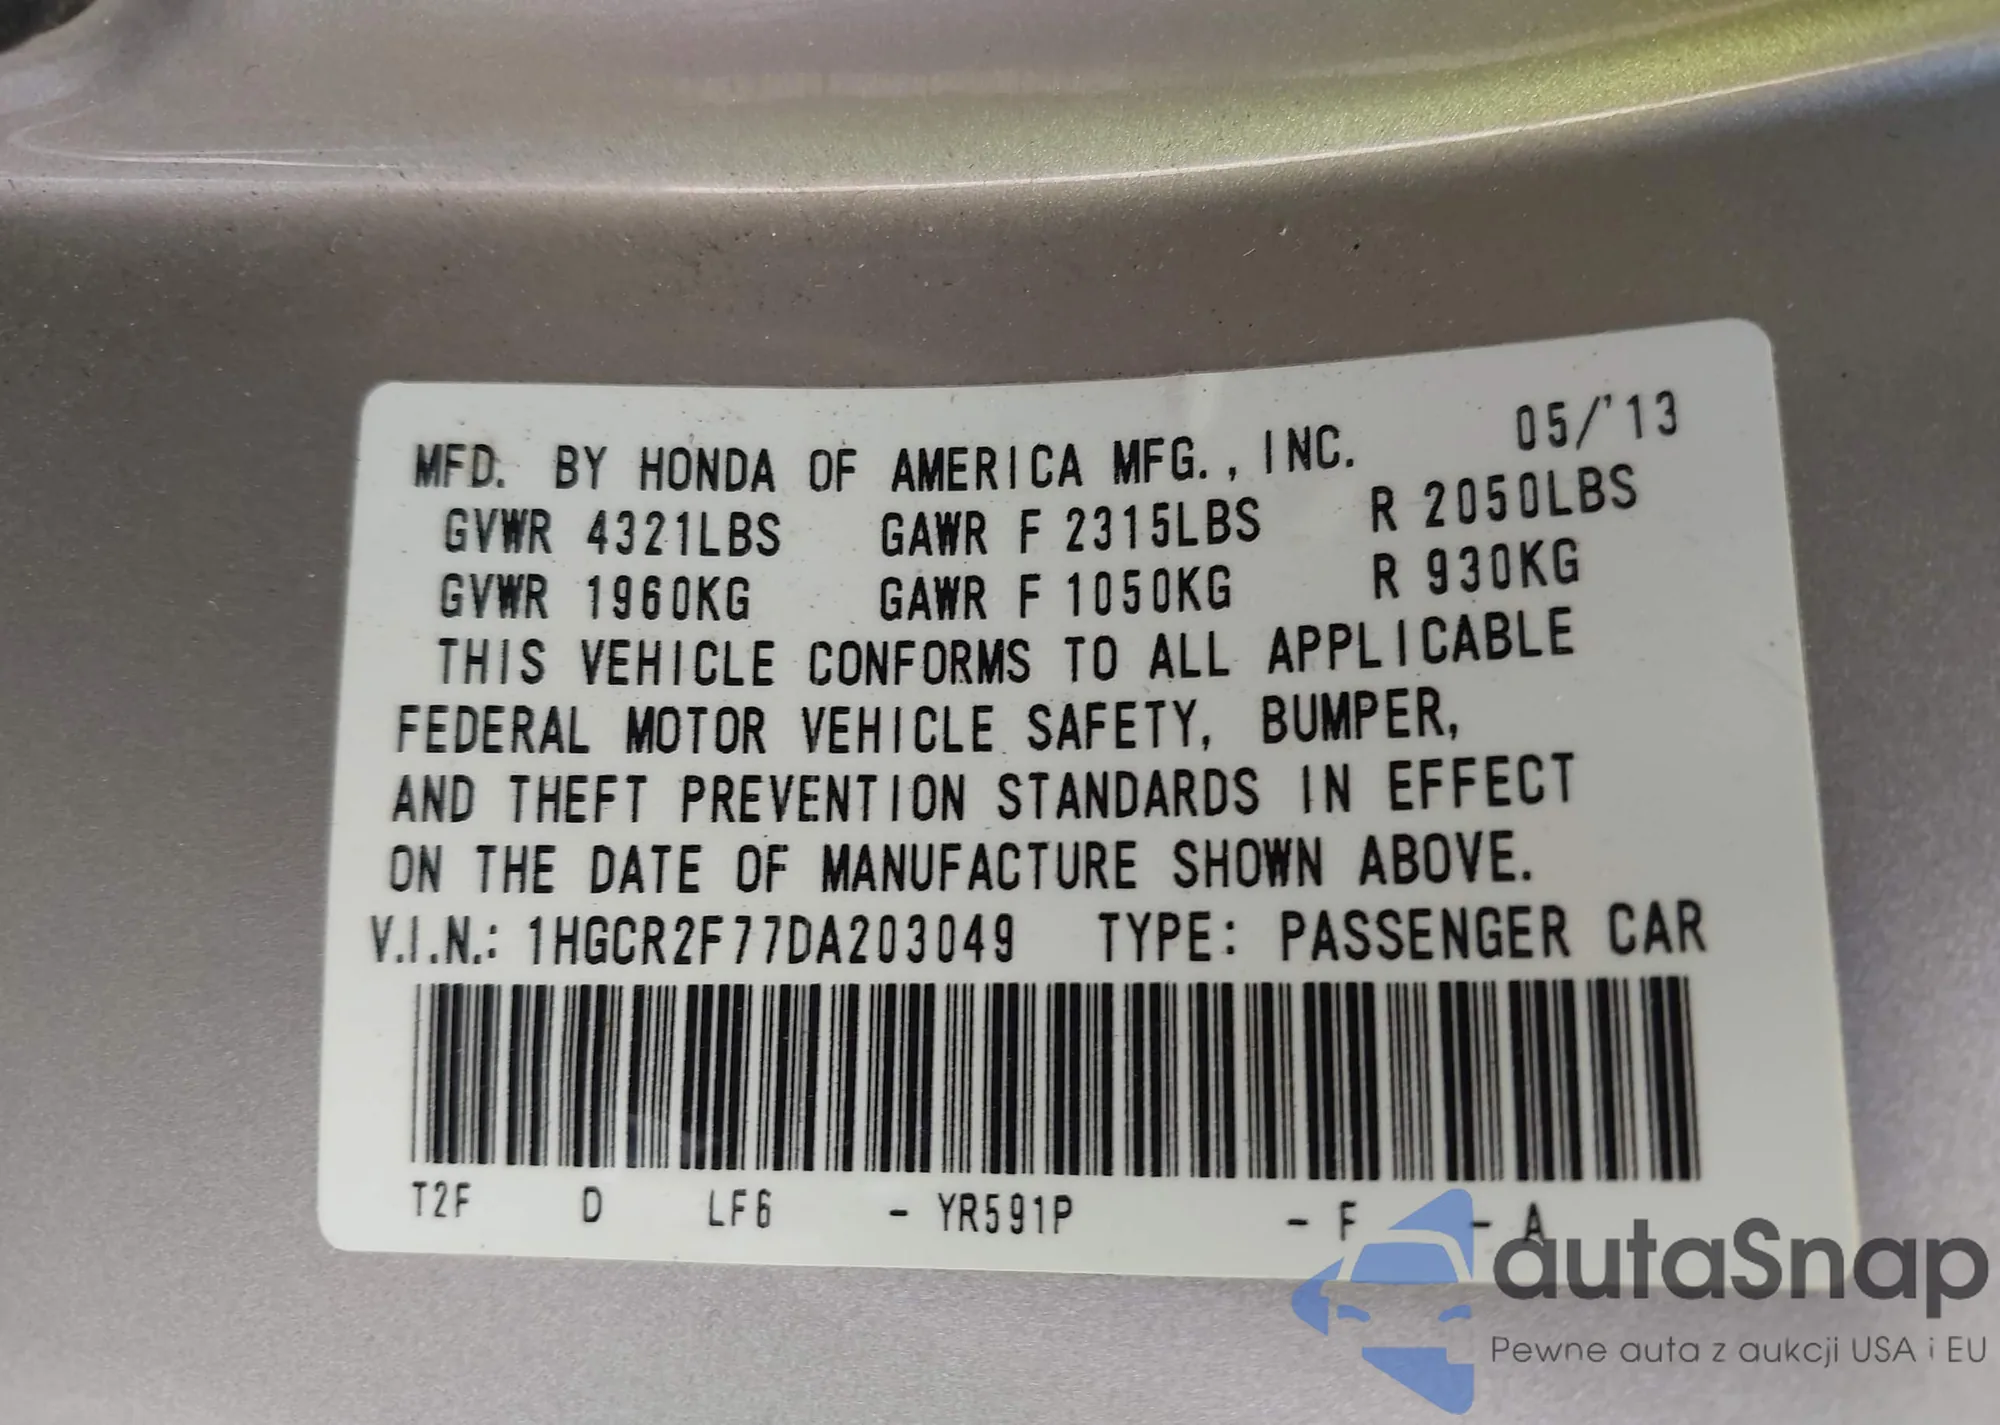 MFD. BY HONDA OF AMERICA MFG., INC. 05/'13
GVWR 4321LBS GAWR F 2315LBS R 2050LBS
GVWR 1960KG GAWR F 1050KG R 930KG
THIS VEHICLE CONFORMS TO ALL APPLICABLE
FEDERAL MOTOR VEHICLE SAFETY, BUMPER,
AND THEFT PREVENTION STANDARDS IN EFFECT
ON THE DATE OF MANUFACTURE SHOWN ABOVE.
V.I.N.: 1HGCR2F77DA203049 TYPE: PASSENGER CAR
T2F D LF6 - YR591P - F - A
autaSnap
Pewne auta z aukcji USA i EU